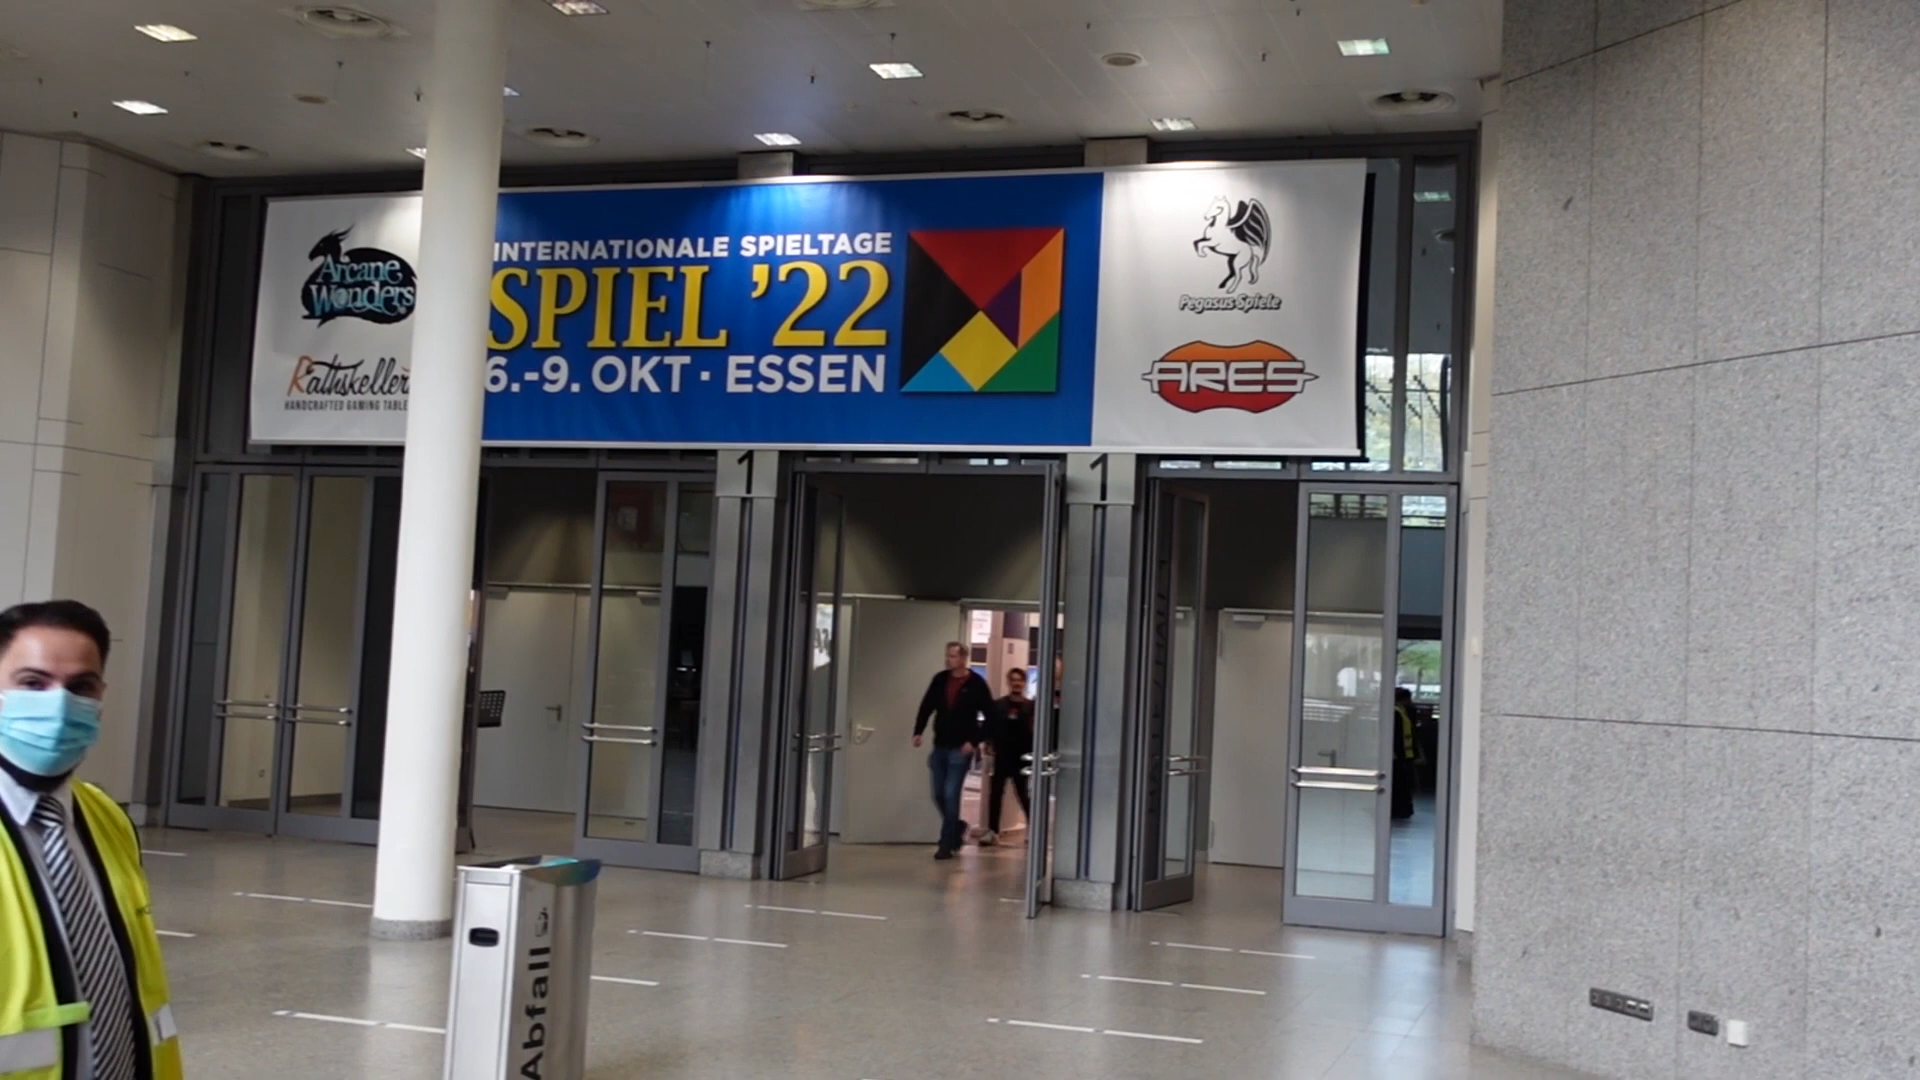 Arcane
Wonders
Rathskeller
HANDCRAFTED GAMING TABLE
INTERNATIONALE SPIELTAGE
SPIEL '22
6.-9. OKT · ESSEN
Pegasus Spiele
ARES
1
1
Abfall